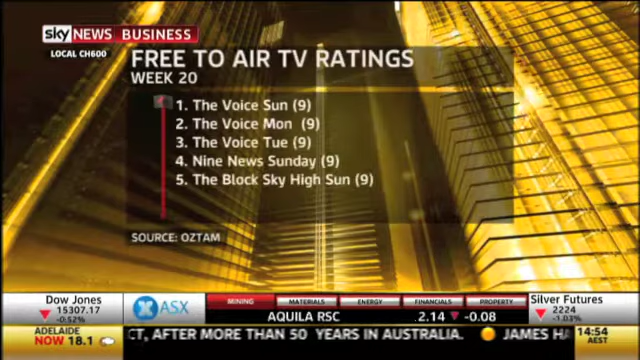 sky NEWS BUSINESS
LOCAL CH600
FREE TO AIR TV RATINGS
WEEK 20
1. The Voice Sun (9)
2. The Voice Mon (9)
3. The Voice Tue (9)
4. Nine News Sunday (9)
5. The Block Sky High Sun (9)
SOURCE: OZTAM
Dow Jones
15307.17
-0.52%
ASX
MINING MATERIALS ENERGY FINANCIALS PROPERTY
AQUILA RSC 2.14 -0.08
Silver Futures
2224
-1.03%
ADELAIDE
NOW 18.1
CT, AFTER MORE THAN 50 YEARS IN AUSTRALIA. JAMES HA
14:54
AEST